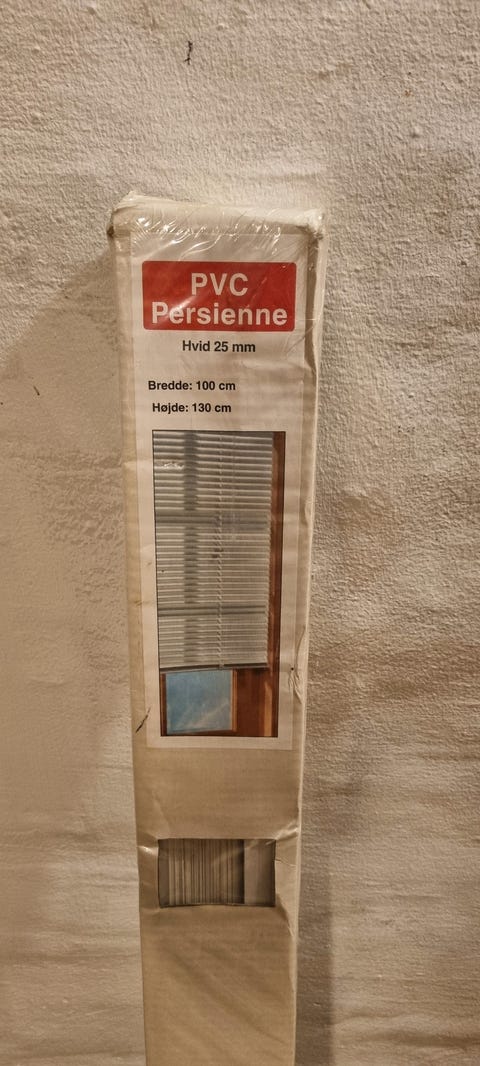 PVC
Persienne
Hvid 25 mm
Bredde: 100 cm
Højde: 130 cm